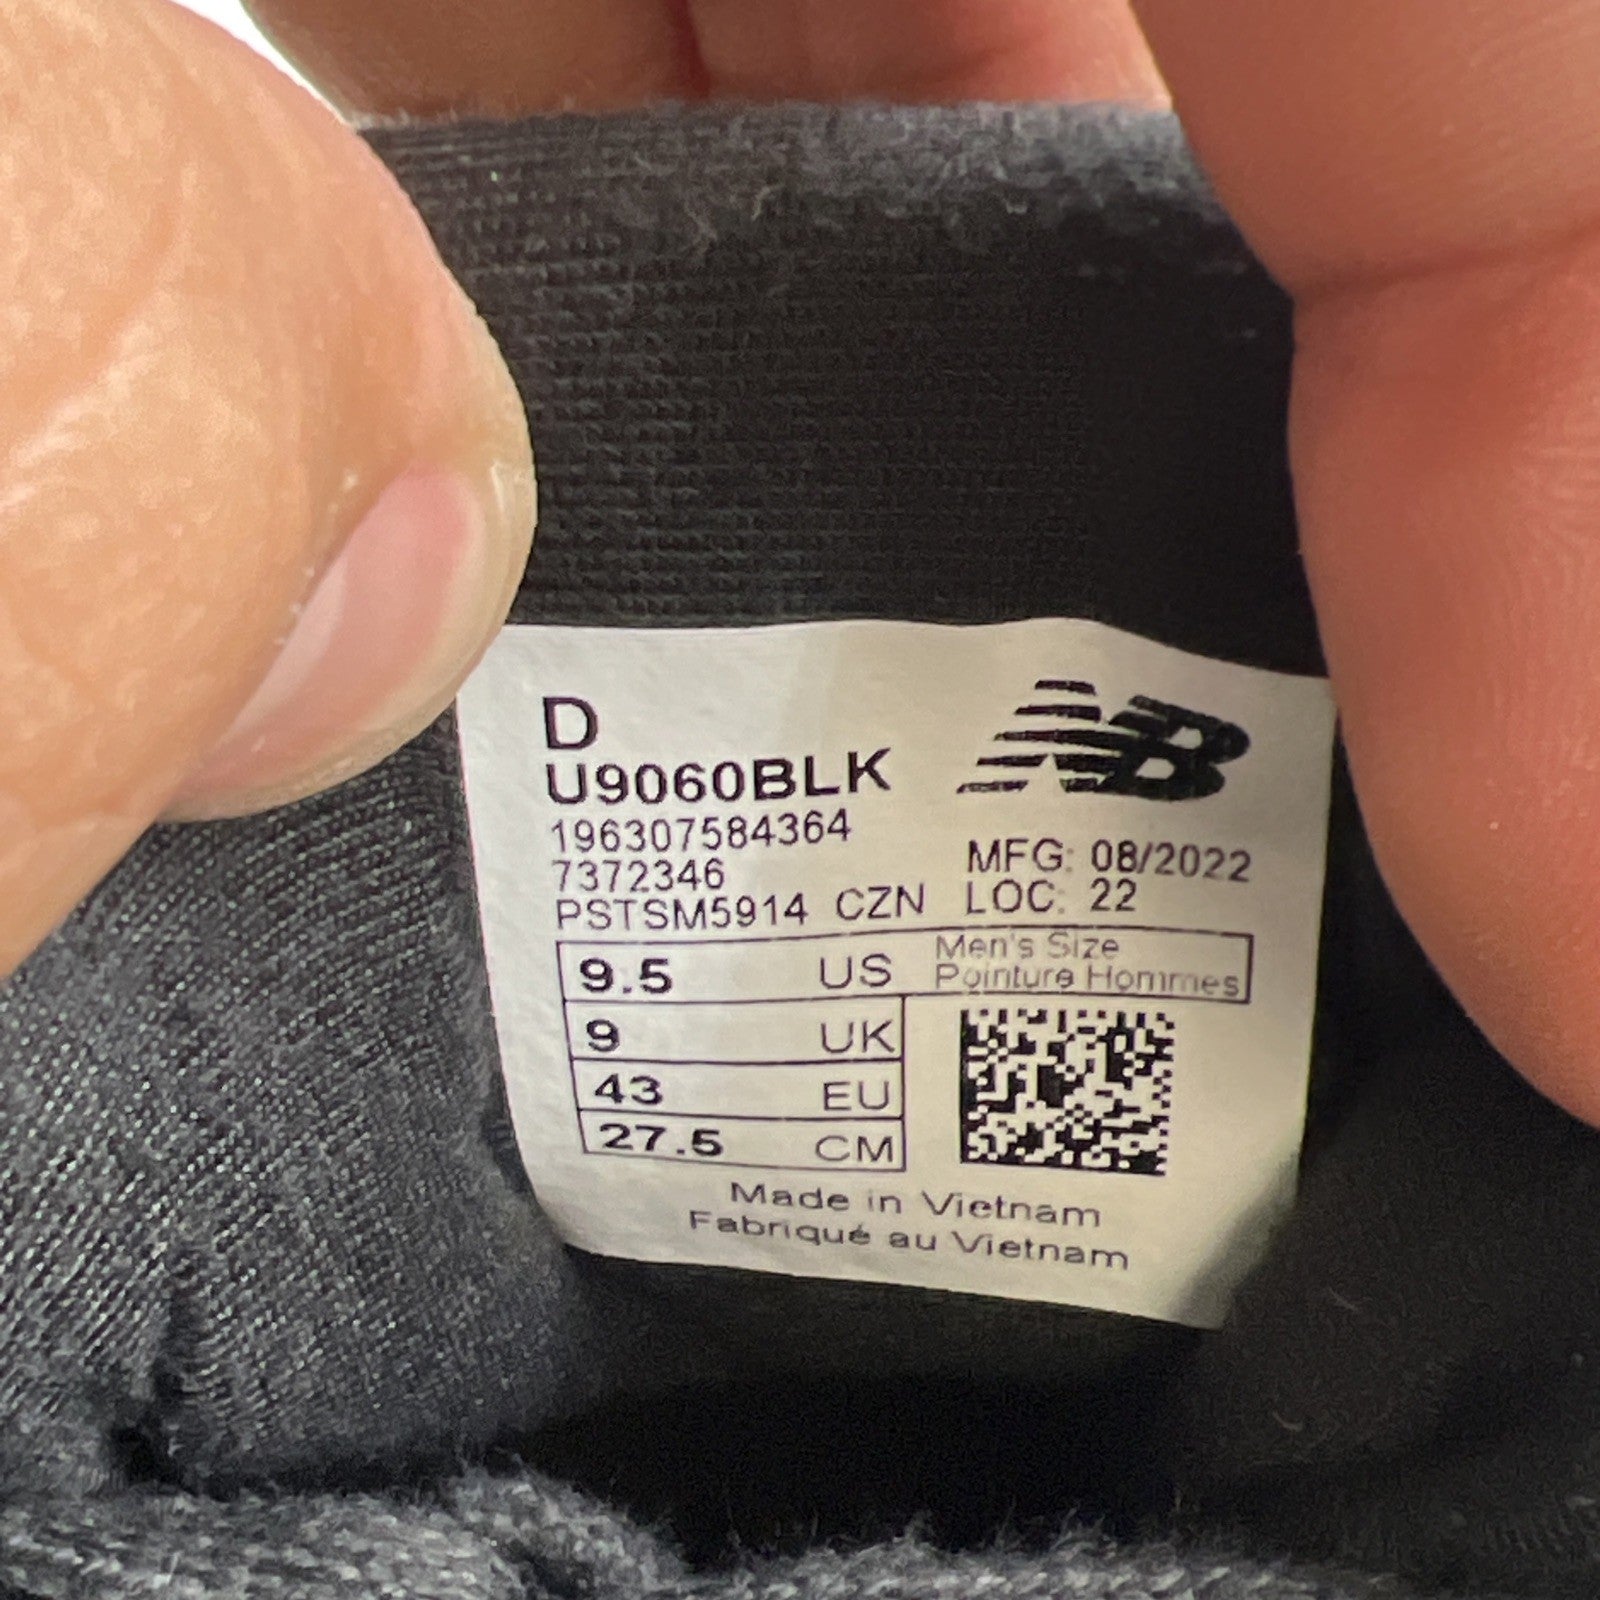 D
NB
U9060BLK
196307584364
7372346
MFG: 08/2022
PSTSM5914 CZN LOC: 22
9.5 US Men's Size
Pointure Hommes
9 UK
43 EU
27.5 CM
Made in Vietnam
Fabriqué au Vietnam